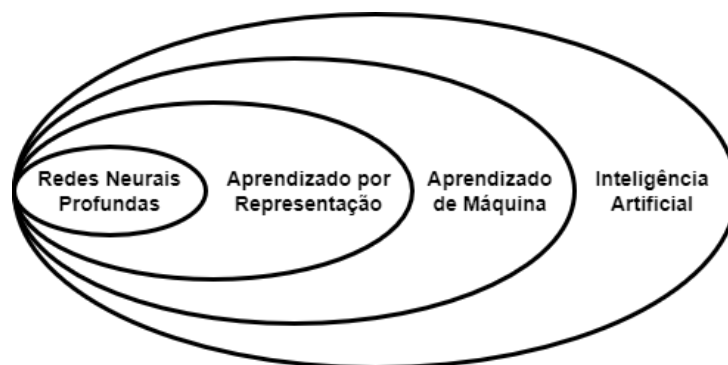 Redes Neurais
Profundas
Aprendizado por
Representação
Aprendizado
de Máquina
Inteligência
Artificial